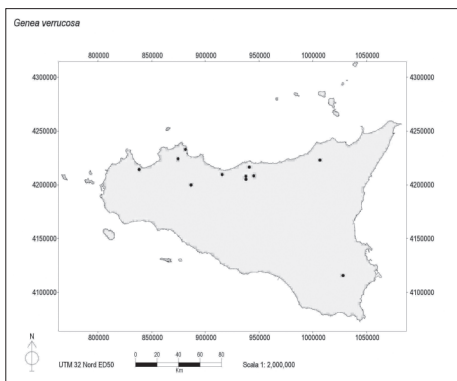 Genea verrucosa
800000 850000 900000 950000 1000000 1050000
4300000 4300000
4250000 4250000
4200000 4200000
4150000 4150000
4100000 4100000
800000 850000 900000 950000 1000000 1050000
N
UTM 32 Nord ED50 0 20 40 60 80 Scala 1: 2,000,000
Km